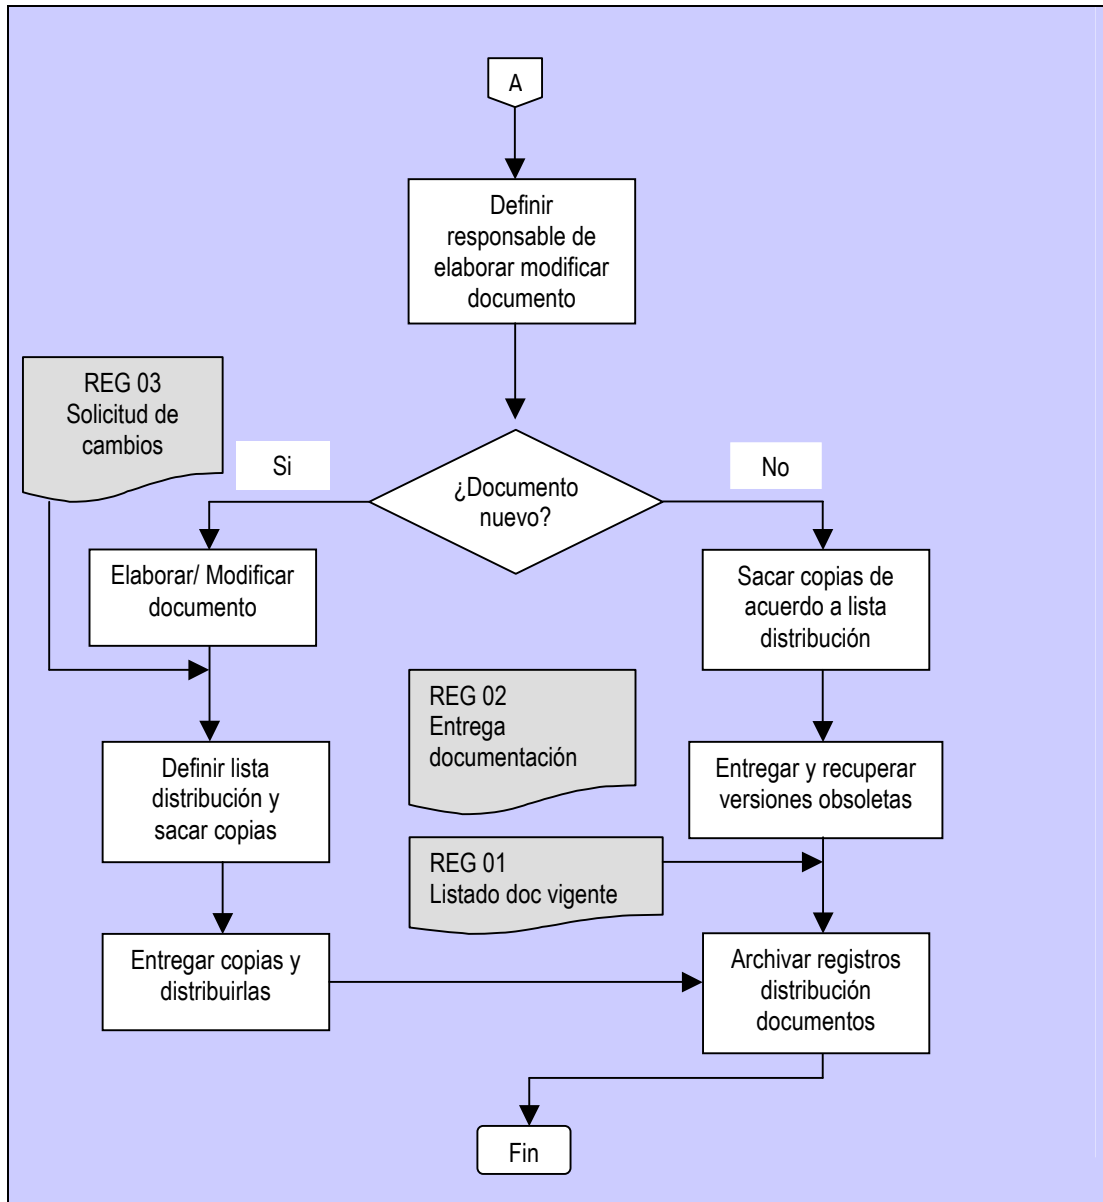 A
Definir
responsable de
elaborar modificar
documento
REG 03
Solicitud de
cambios
Si
¿Documento
nuevo?
No
Elaborar/ Modificar
documento
Sacar copias de
acuerdo a lista
distribución
REG 02
Entrega
documentación
Definir lista
distribución y
sacar copias
Entregar y recuperar
versiones obsoletas
REG 01
Listado doc vigente
Entregar copias y
distribuirlas
Archivar registros
distribución
documentos
Fin